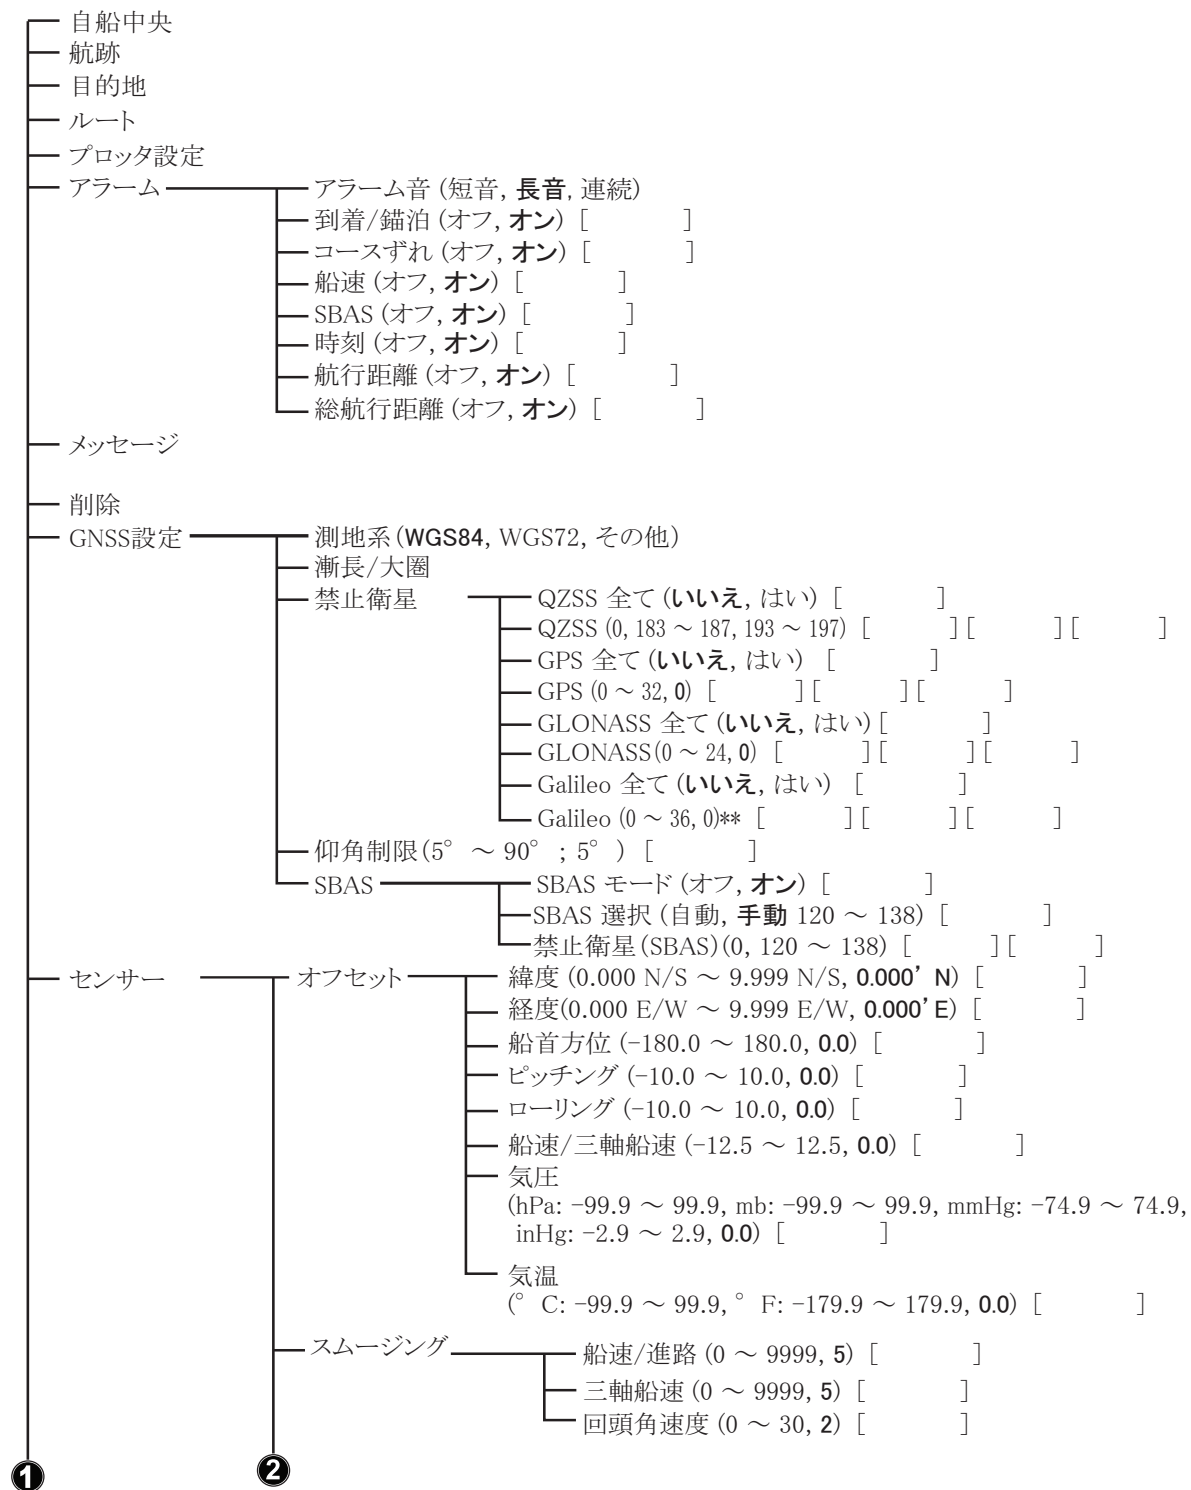 自船中央
航跡
目的地
ルート
プロッタ設定
アラーム
アラーム音 (短音, 長音, 連続)
到着/錨泊 (オフ, オン) [ ]
コースずれ (オフ, オン) [ ]
船速 (オフ, オン) [ ]
SBAS (オフ, オン) [ ]
時刻 (オフ, オン) [ ]
航行距離 (オフ, オン) [ ]
総航行距離 (オフ, オン) [ ]
メッセージ
削除
GNSS設定
測地系 (WGS84, WGS72, その他)
漸長/大圏
禁止衛星
QZSS 全て (いいえ, はい) [ ]
QZSS (0, 183 ～ 187, 193 ～ 197) [ ] [ ] [ ]
GPS 全て (いいえ, はい) [ ]
GPS (0 ～ 32, 0) [ ] [ ] [ ]
GLONASS 全て (いいえ, はい) [ ]
GLONASS(0 ～ 24, 0) [ ] [ ] [ ]
Galileo 全て (いいえ, はい) [ ]
Galileo (0 ～ 36, 0)** [ ] [ ] [ ]
仰角制限(5° ～ 90° ; 5° ) [ ]
SBAS
SBAS モード (オフ, オン) [ ]
SBAS 選択 (自動, 手動 120 ～ 138) [ ]
禁止衛星(SBAS)(0, 120 ～ 138) [ ] [ ]
センサー
オフセット
緯度 (0.000 N/S ～ 9.999 N/S, 0.000' N) [ ]
経度(0.000 E/W ～ 9.999 E/W, 0.000' E) [ ]
船首方位 (-180.0 ～ 180.0, 0.0) [ ]
ピッチング (-10.0 ～ 10.0, 0.0) [ ]
ローリング (-10.0 ～ 10.0, 0.0) [ ]
船速/三軸船速 (-12.5 ～ 12.5, 0.0) [ ]
気圧
(hPa: -99.9 ～ 99.9, mb: -99.9 ～ 99.9, mmHg: -74.9 ～ 74.9,
inHg: -2.9 ～ 2.9, 0.0) [ ]
気温
(° C: -99.9 ～ 99.9, ° F: -179.9 ～ 179.9, 0.0) [ ]
スムージング
船速/進路 (0 ～ 9999, 5) [ ]
三軸船速 (0 ～ 9999, 5) [ ]
回頭角速度 (0 ～ 30, 2) [ ]
1
2